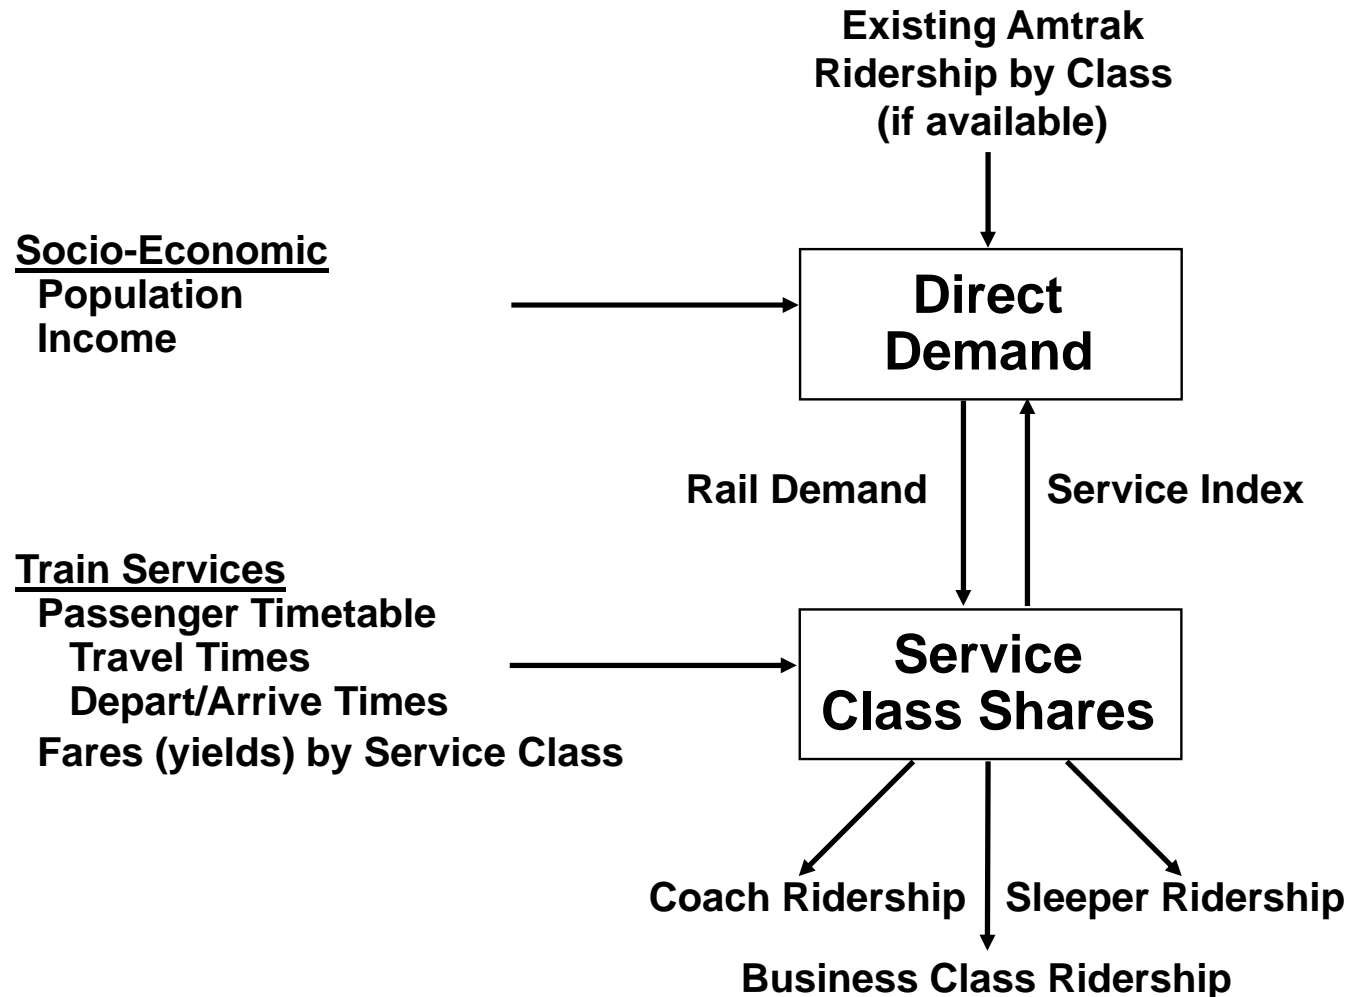 Existing Amtrak
Ridership by Class
(if available)
Socio-Economic
Population
Income
Direct
Demand
Rail Demand
Service Index
Train Services
Passenger Timetable
Travel Times
Depart/Arrive Times
Fares (yields) by Service Class
Service
Class Shares
Coach Ridership
Sleeper Ridership
Business Class Ridership